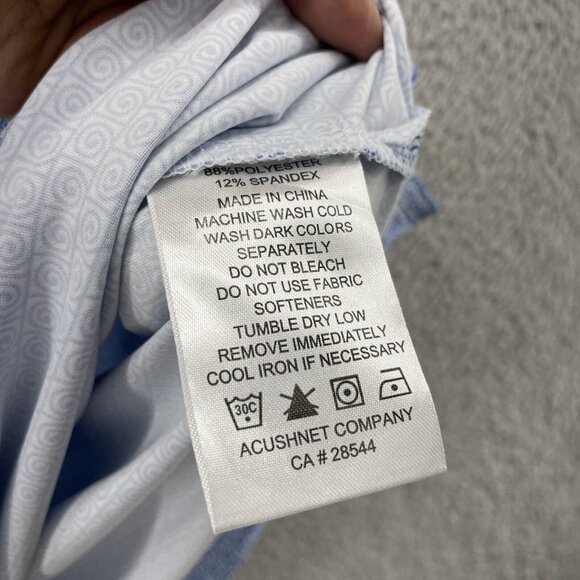 88% POLYESTER
12% SPANDEX
MADE IN CHINA
MACHINE WASH COLD
WASH DARK COLORS
SEPARATELY
DO NOT BLEACH
DO NOT USE FABRIC
SOFTENERS
TUMBLE DRY LOW
REMOVE IMMEDIATELY
COOL IRON IF NECESSARY
30C
ACUSHNET COMPANY
CA # 28544